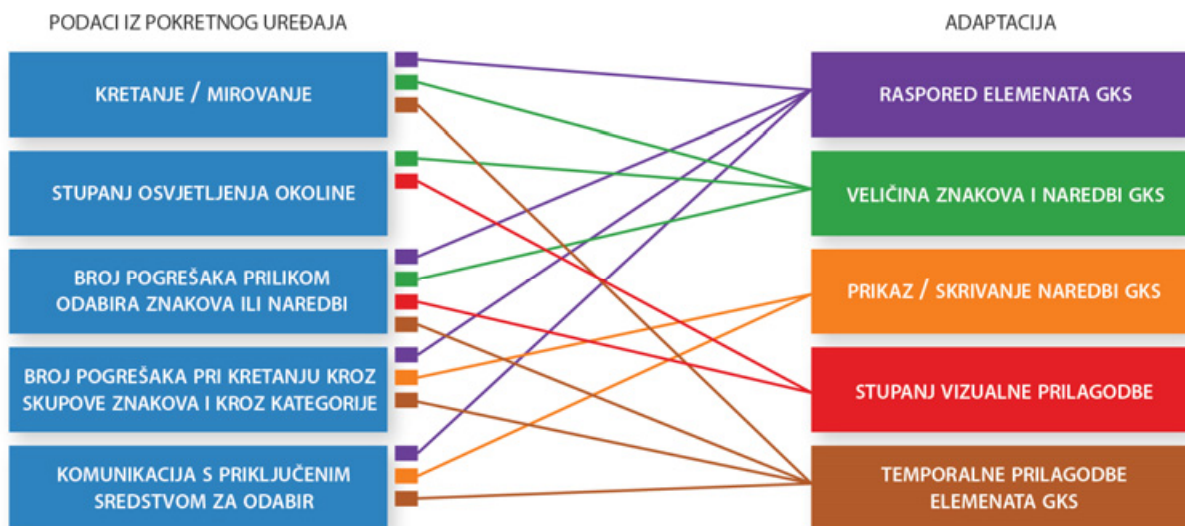 PODACI IZ POKRETNOG UREĐAJA
ADAPTACIJA
KRETANJE / MIROVANJE
RASPORED ELEMENATA GKS
STUPANJ OSVJETLJENJA OKOLINE
VELIČINA ZNAKOVA I NAREDBI GKS
BROJ POGREŠAKA PRILIKOM
ODABIRA ZNAKOVA ILI NAREDBI
PRIKAZ / SKRIVANJE NAREDBI GKS
BROJ POGREŠAKA PRI KRETANJU KROZ
SKUPOVE ZNAKOVA I KROZ KATEGORIJE
STUPANJ VIZUALNE PRILAGODBE
KOMUNIKACIJA S PRIKLJUČENIM
SREDSTVOM ZA ODABIR
TEMPORALNE PRILAGODBE
ELEMENATA GKS